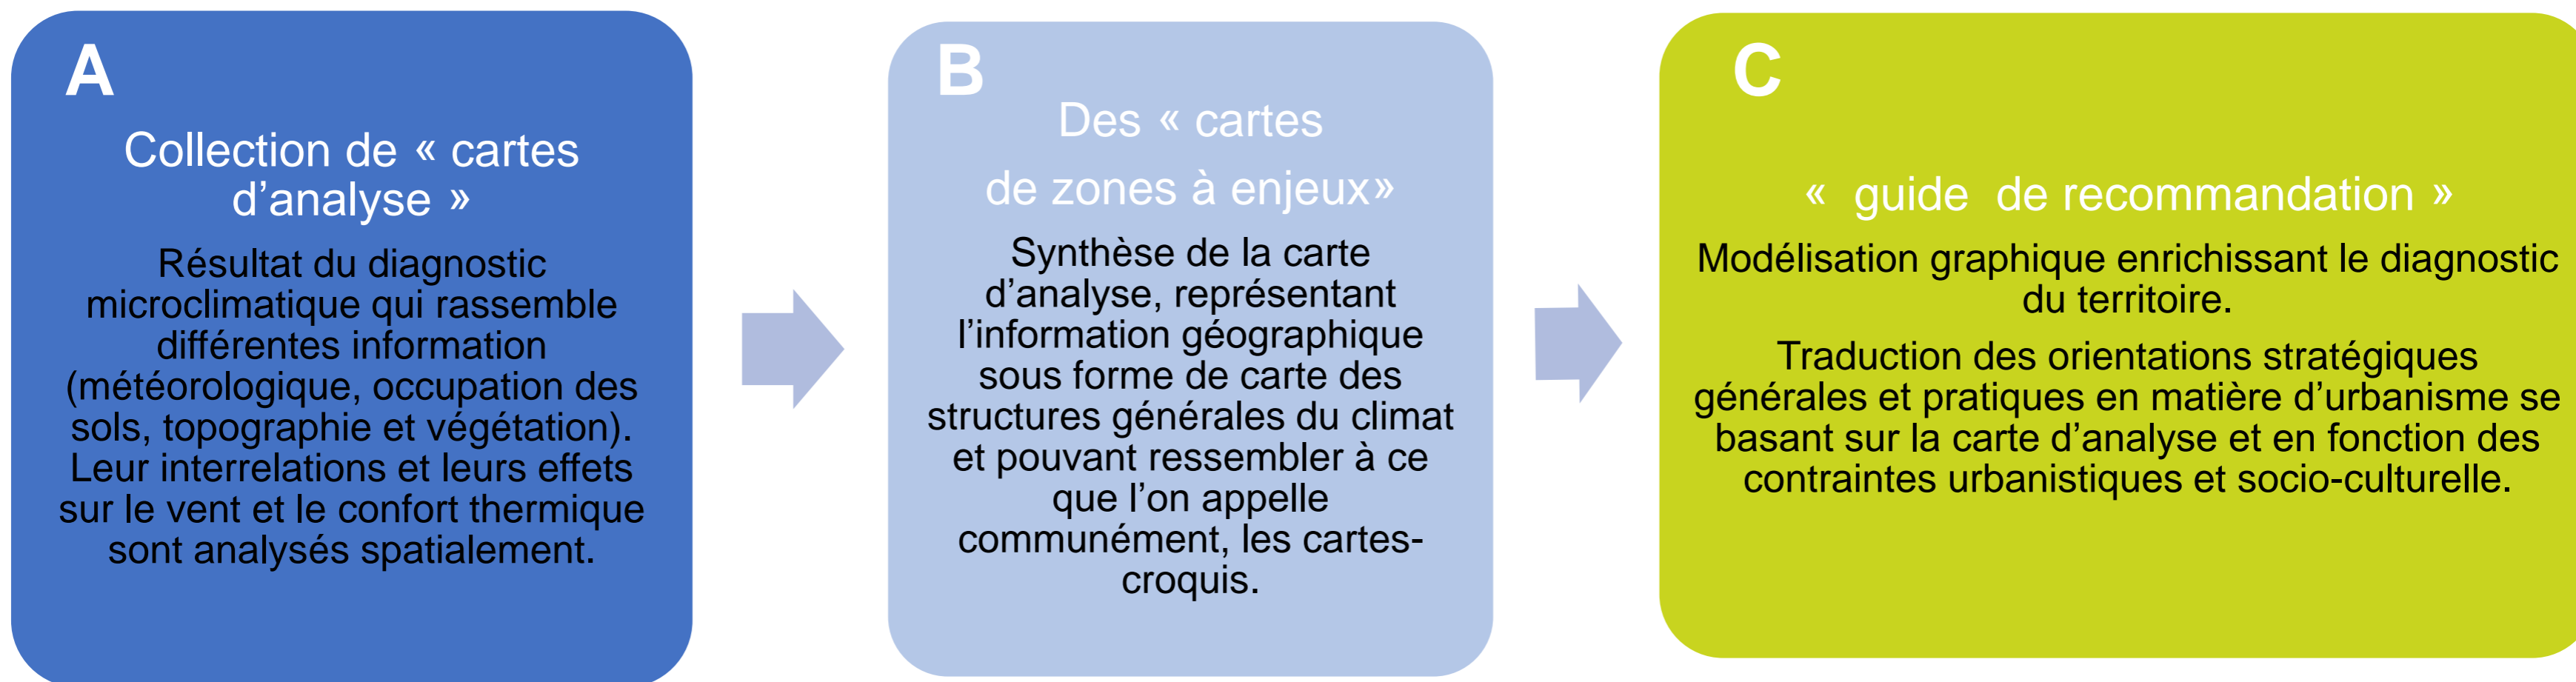 A
Collection de « cartes
d’analyse »
Résultat du diagnostic
microclimatique qui rassemble
différentes information
(météorologique, occupation des
sols, topographie et végétation).
Leur interrelations et leurs effets
sur le vent et le confort thermique
sont analysés spatialement.
B
Des « cartes
de zones à enjeux»
Synthèse de la carte
d’analyse, représentant
l’information géographique
sous forme de carte des
structures générales du climat
et pouvant ressembler à ce
que l’on appelle
communément, les cartes-
croquis.
C
« guide de recommandation »
Modélisation graphique enrichissant le diagnostic
du territoire.
Traduction des orientations stratégiques
générales et pratiques en matière d’urbanisme se
basant sur la carte d’analyse et en fonction des
contraintes urbanistiques et socio-culturelle.